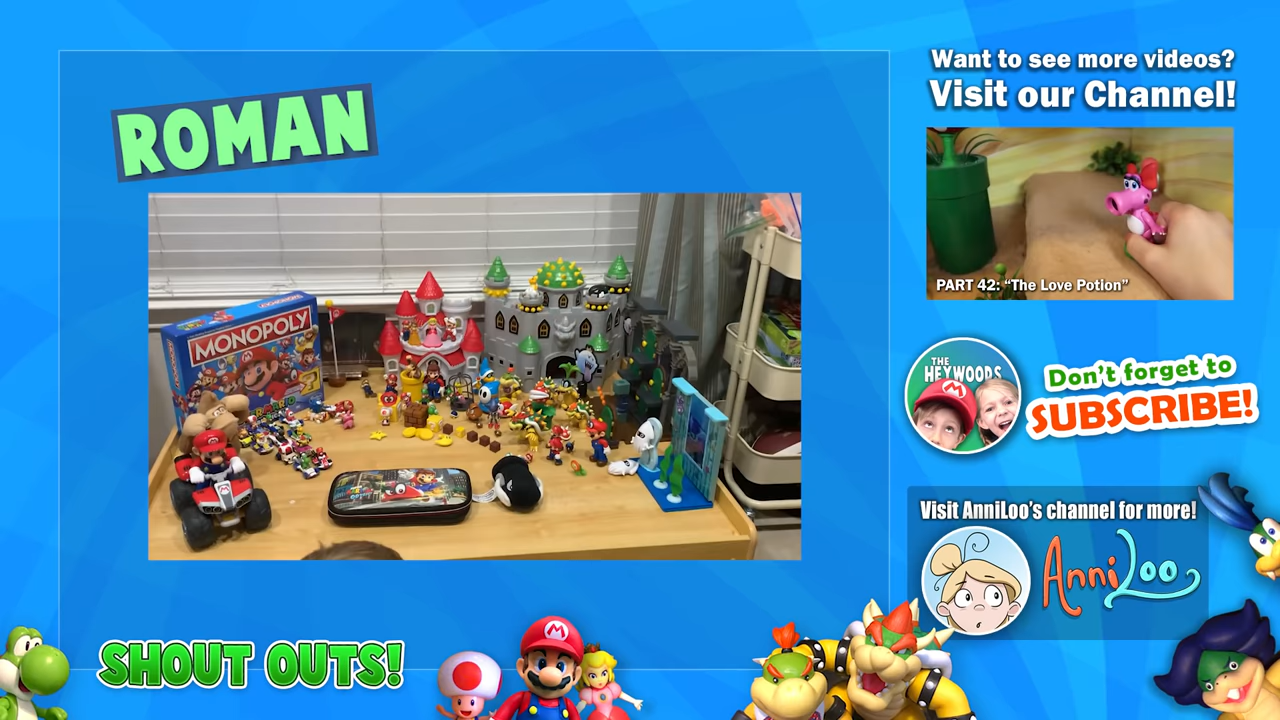 ROMAN
MONOPOLY
SHOUT OUTS!
Want to see more videos?
Visit our Channel!
PART 42: "The Love Potion"
THE
HEYWOODS
Don't forget to
SUBSCRIBE!
Visit AnniLoo's channel for more!
AnniLoo